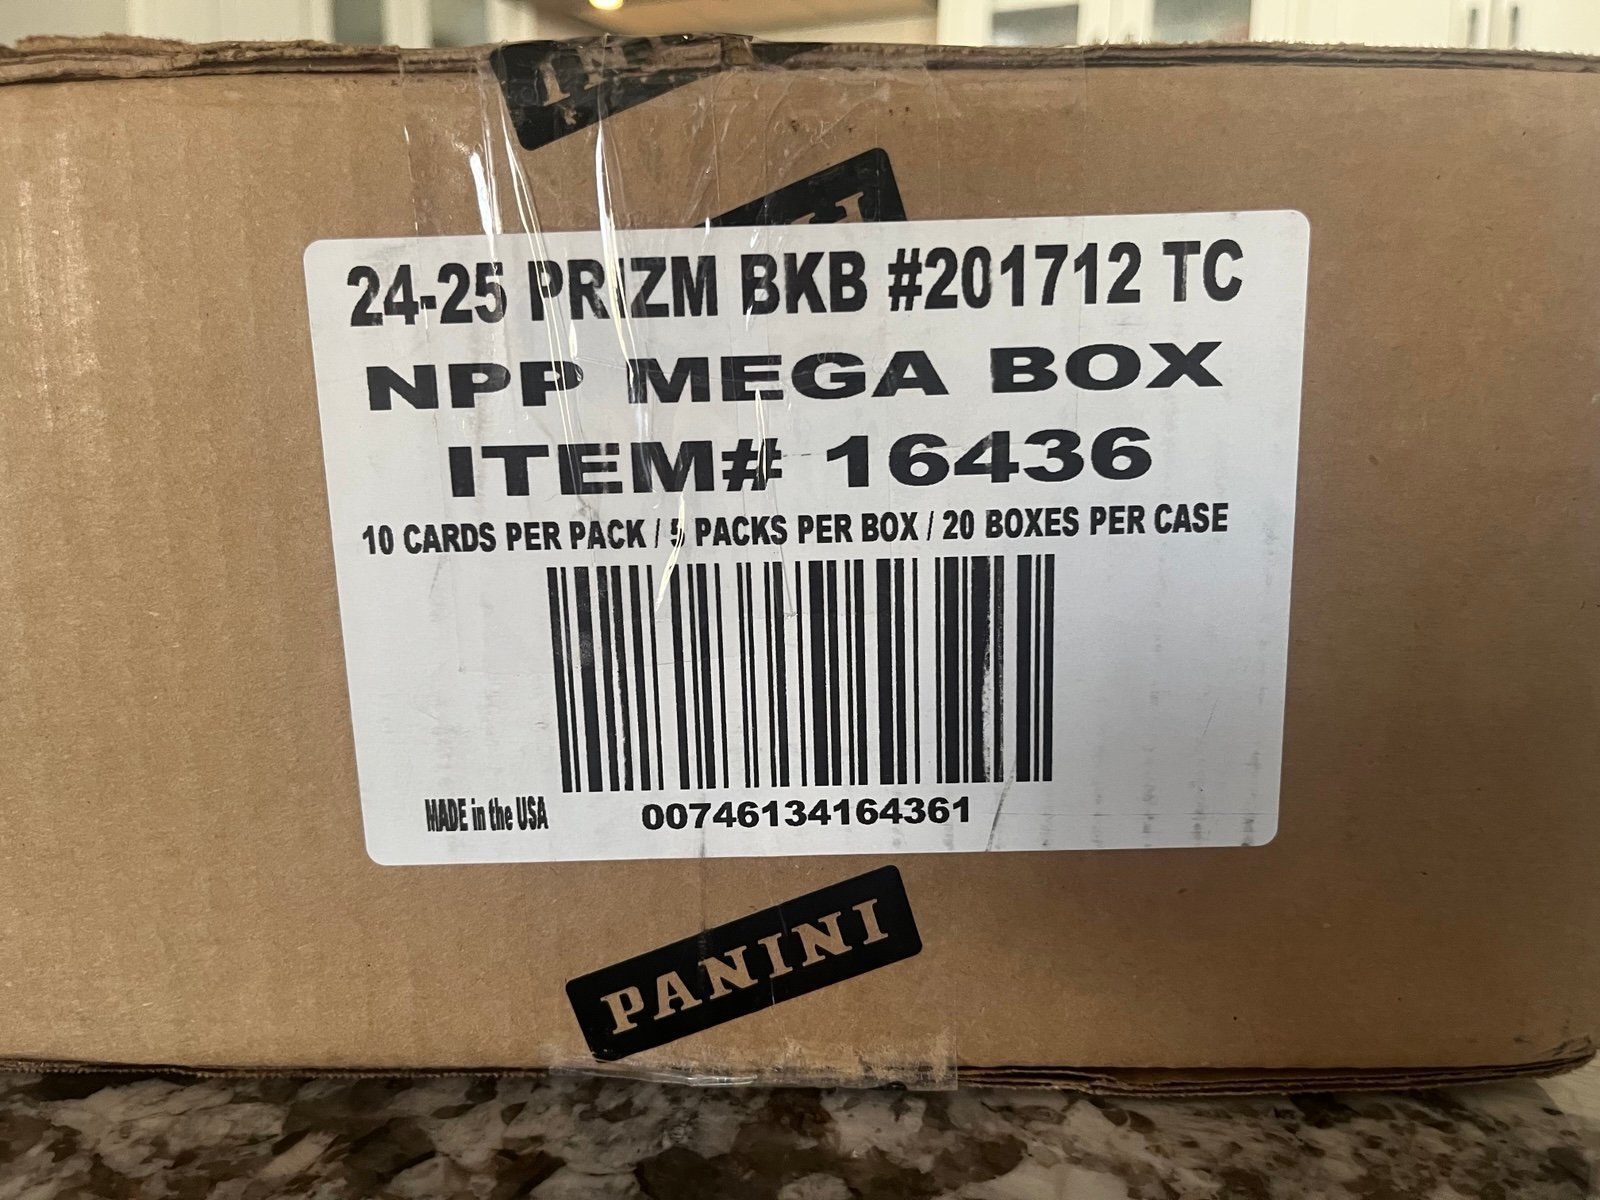 24-25 PRIZM BKB #201712 TC
NPP MEGA BOX
ITEM# 16436
10 CARDS PER PACK / 5 PACKS PER BOX / 20 BOXES PER CASE
MADE in the USA
00746134164361
PANINI